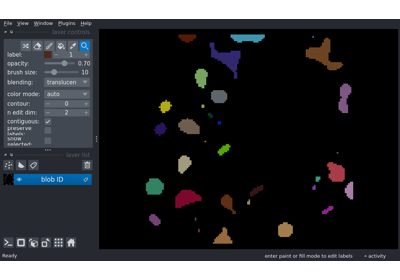 File View Window Plugins Help
layer controls
label: 1
opacity: 0.70
brush size: 10
blending: translucen
color mode: auto
contour: 0
n edit dim: 2
contiguous:
preserve labels:
show selected:
layer list
blob ID
Ready enter paint or fill mode to edit labels activity